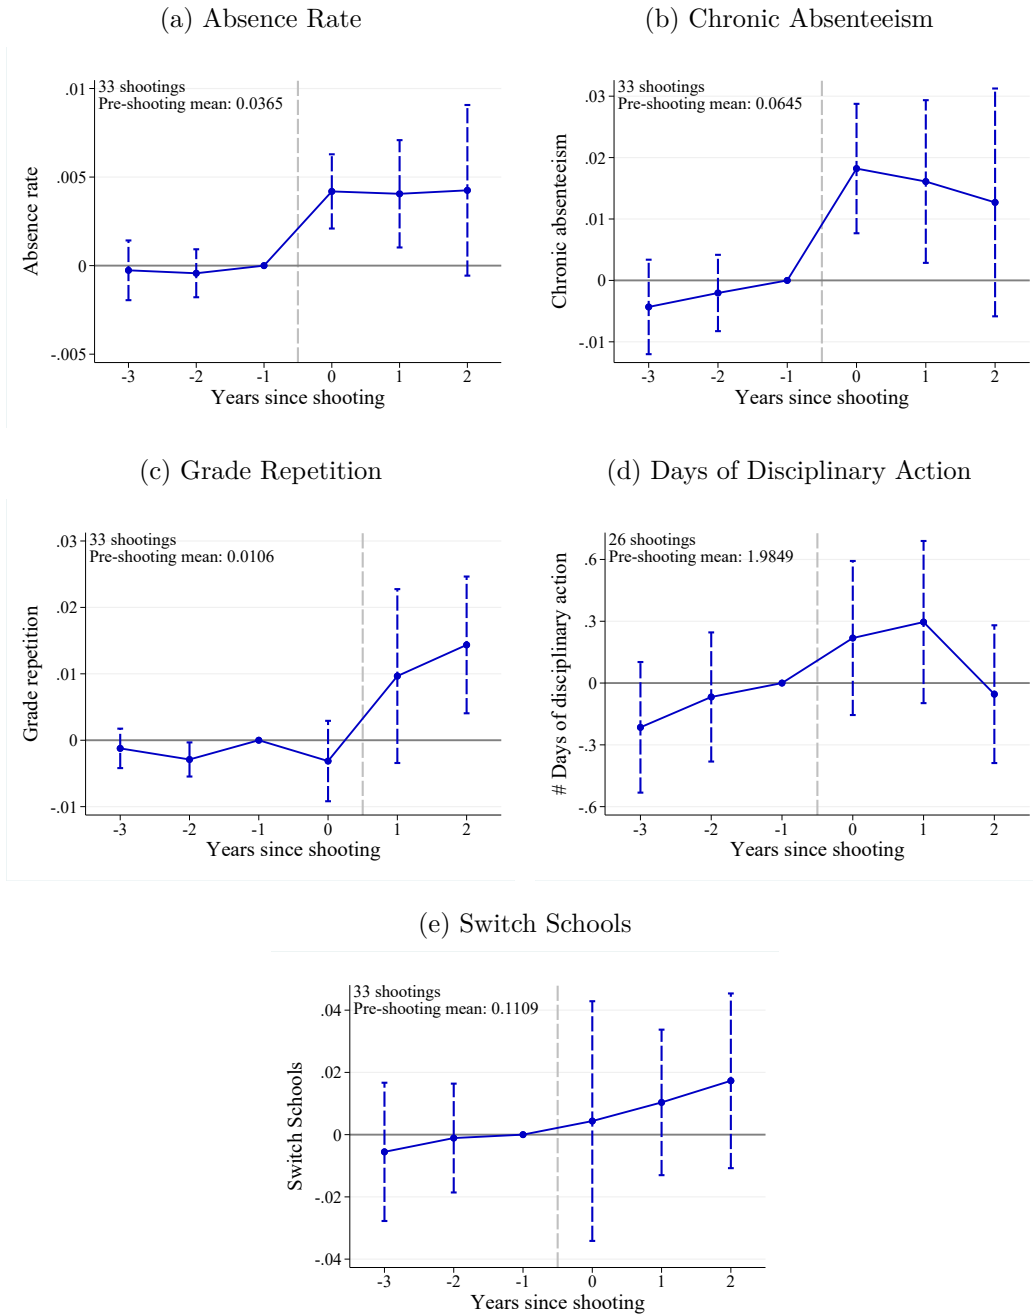 (a) Absence Rate
33 shootings
Pre-shooting mean: 0.0365
Absence rate
.01
.005
0
-.005
-3 -2 -1 0 1 2
Years since shooting
(b) Chronic Absenteeism
33 shootings
Pre-shooting mean: 0.0645
Chronic absenteeism
.03
.02
.01
0
-.01
-3 -2 -1 0 1 2
Years since shooting
(c) Grade Repetition
33 shootings
Pre-shooting mean: 0.0106
Grade repetition
.03
.02
.01
0
-.01
-3 -2 -1 0 1 2
Years since shooting
(d) Days of Disciplinary Action
26 shootings
Pre-shooting mean: 1.9849
# Days of disciplinary action
.6
.3
0
-.3
-.6
-3 -2 -1 0 1 2
Years since shooting
(e) Switch Schools
33 shootings
Pre-shooting mean: 0.1109
Switch Schools
.04
.02
0
-.02
-.04
-3 -2 -1 0 1 2
Years since shooting